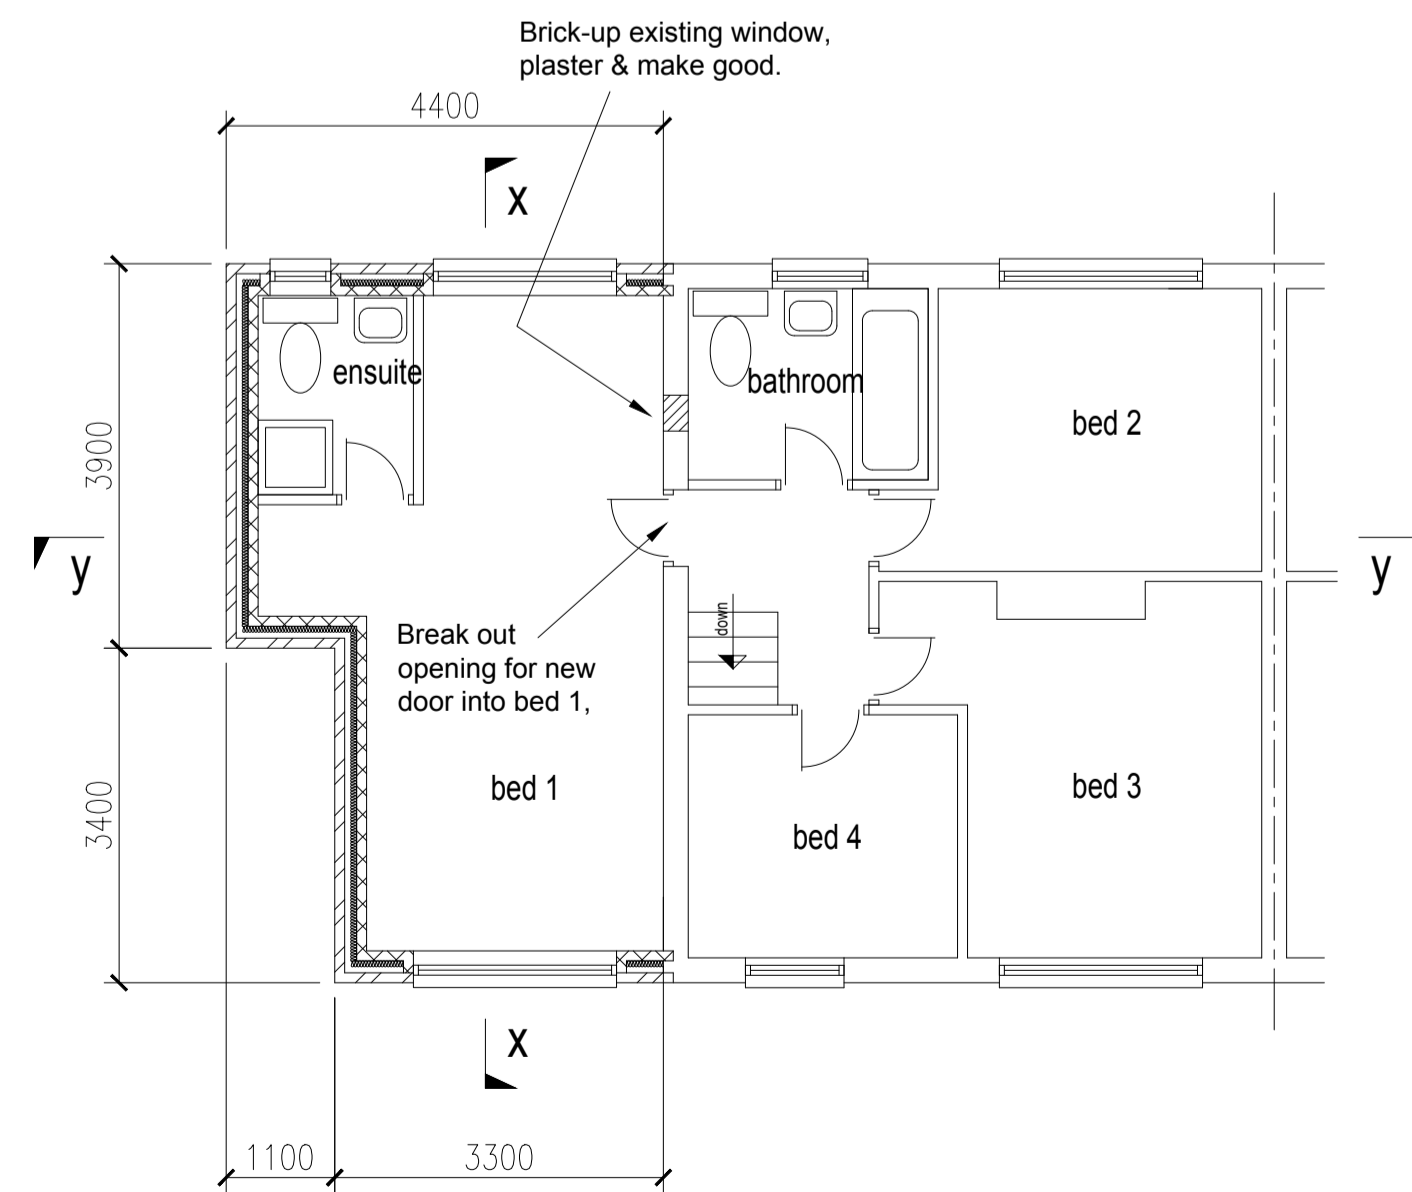 Brick-up existing window,
plaster & make good.
4400
x
ensuite
bathroom
bed 2
3900
y
y
down
Break out
opening for new
door into bed 1,
bed 1
bed 3
3400
bed 4
x
1100
3300